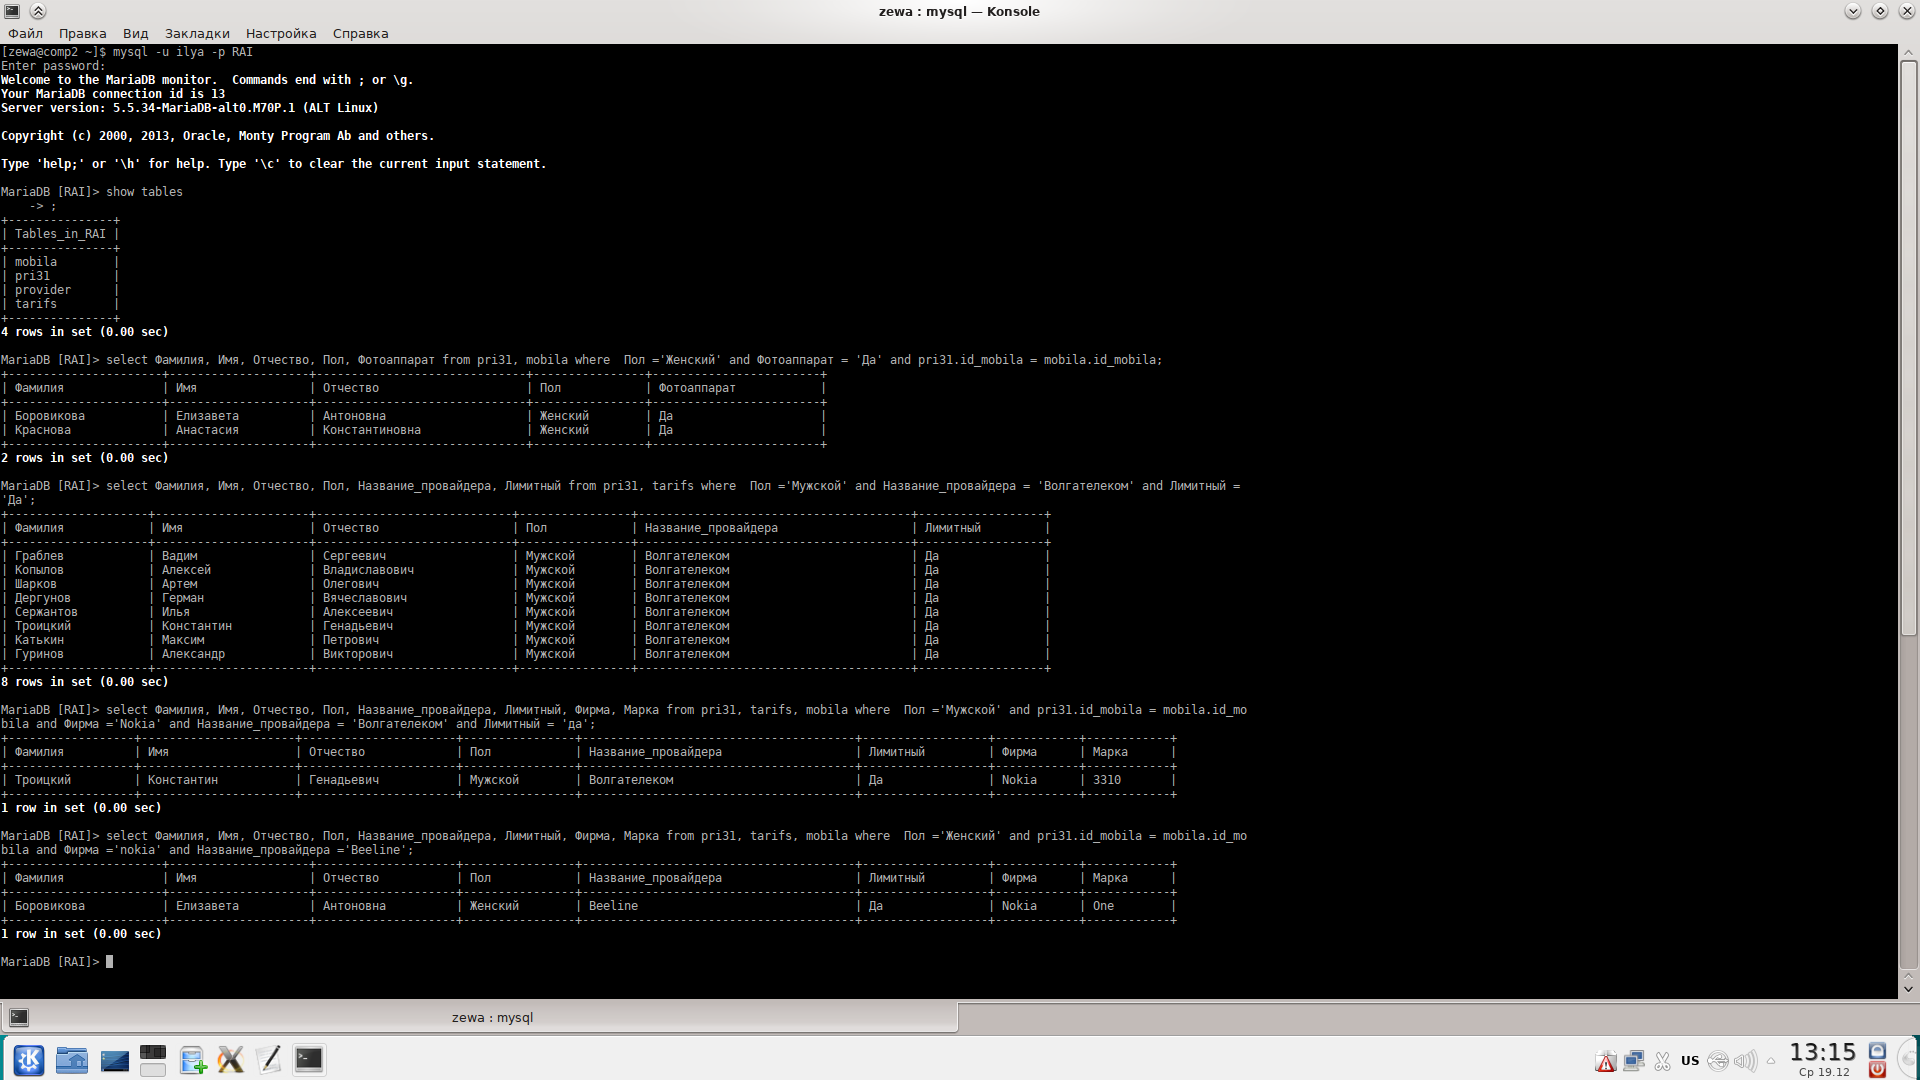 zewa : mysql — Konsole
Файл Правка Вид Закладки Настройка Справка
[zewa@comp2 ~]$ mysql -u ilya -p RAI
Enter password:
Welcome to the MariaDB monitor.  Commands end with ; or \g.
Your MariaDB connection id is 13
Server version: 5.5.34-MariaDB-alt0.M70P.1 (ALT Linux)
Copyright (c) 2000, 2013, Oracle, Monty Program Ab and others.
Type 'help;' or '\h' for help. Type '\c' to clear the current input statement.
MariaDB [RAI]> show tables
    -> ;
+---------------+
| Tables_in_RAI |
+---------------+
| mobila        |
| pri31         |
| provider      |
| tarifs        |
+---------------+
4 rows in set (0.00 sec)
MariaDB [RAI]> select Фамилия, Имя, Отчество, Пол, Фотоаппарат from pri31, mobila where  Пол ='Женский' and Фотоаппарат = 'Да' and pri31.id_mobila = mobila.id_mobila;
| Фамилия | Имя | Отчество | Пол | Фотоаппарат |
| Боровикова | Елизавета | Антоновна | Женский | Да |
| Краснова | Анастасия | Константиновна | Женский | Да |
2 rows in set (0.00 sec)
MariaDB [RAI]> select Фамилия, Имя, Отчество, Пол, Название_провайдера, Лимитный from pri31, tarifs where  Пол ='Мужской' and Название_провайдера = 'Волгателеком' and Лимитный =
'Да';
| Фамилия | Имя | Отчество | Пол | Название_провайдера | Лимитный |
| Граблев | Вадим | Сергеевич | Мужской | Волгателеком | Да |
| Копылов | Алексей | Владиславович | Мужской | Волгателеком | Да |
| Шарков | Артем | Олегович | Мужской | Волгателеком | Да |
| Дергунов | Герман | Вячеславович | Мужской | Волгателеком | Да |
| Сержантов | Илья | Алексеевич | Мужской | Волгателеком | Да |
| Троицкий | Константин | Генадьевич | Мужской | Волгателеком | Да |
| Катькин | Максим | Петрович | Мужской | Волгателеком | Да |
| Гуринов | Александр | Викторович | Мужской | Волгателеком | Да |
8 rows in set (0.00 sec)
MariaDB [RAI]> select Фамилия, Имя, Отчество, Пол, Название_провайдера, Лимитный, Фирма, Марка from pri31, tarifs, mobila where  Пол ='Мужской' and pri31.id_mobila = mobila.id_mo
bila and Фирма ='Nokia' and Название_провайдера = 'Волгателеком' and Лимитный = 'да';
| Фамилия | Имя | Отчество | Пол | Название_провайдера | Лимитный | Фирма | Марка |
| Троицкий | Константин | Генадьевич | Мужской | Волгателеком | Да | Nokia | 3310 |
1 row in set (0.00 sec)
MariaDB [RAI]> select Фамилия, Имя, Отчество, Пол, Название_провайдера, Лимитный, Фирма, Марка from pri31, tarifs, mobila where  Пол ='Женский' and pri31.id_mobila = mobila.id_mo
bila and Фирма ='nokia' and Название_провайдера ='Beeline';
| Фамилия | Имя | Отчество | Пол | Название_провайдера | Лимитный | Фирма | Марка |
| Боровикова | Елизавета | Антоновна | Женский | Beeline | Да | Nokia | One |
1 row in set (0.00 sec)
MariaDB [RAI]>
zewa : mysql
US
13:15
Ср 19.12